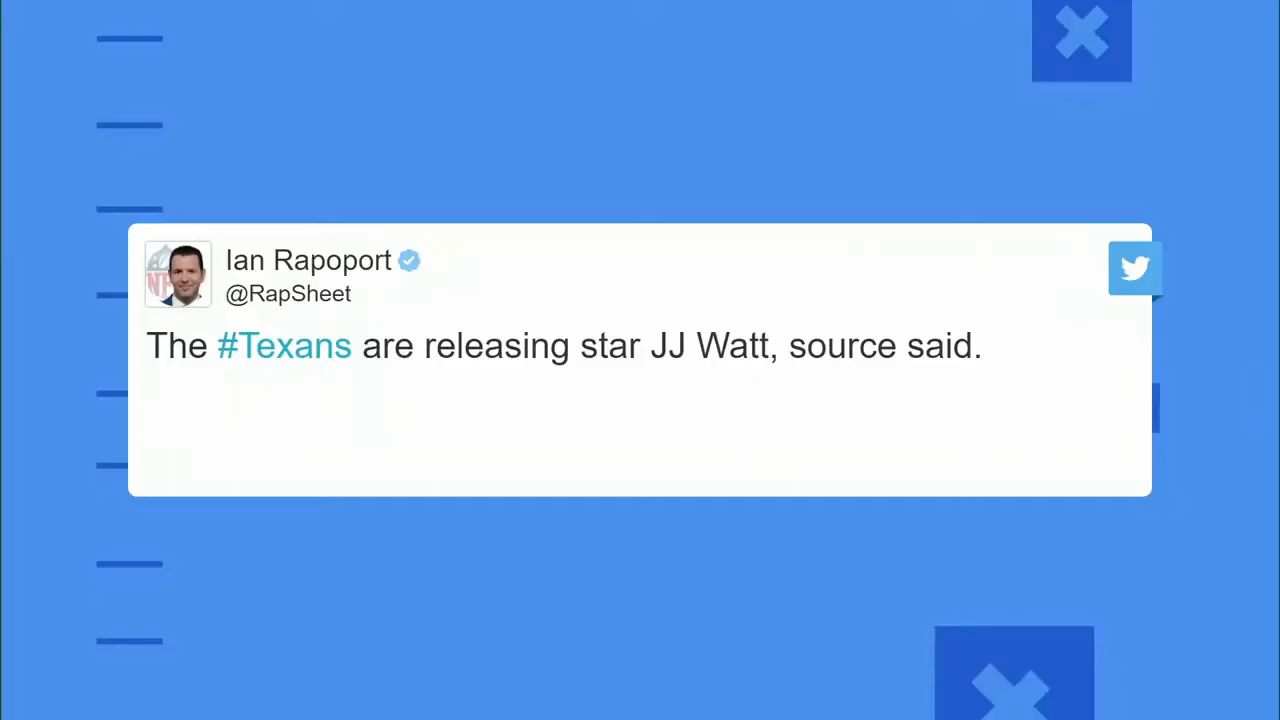 Ian Rapoport
@RapSheet
The #Texans are releasing star JJ Watt, source said.